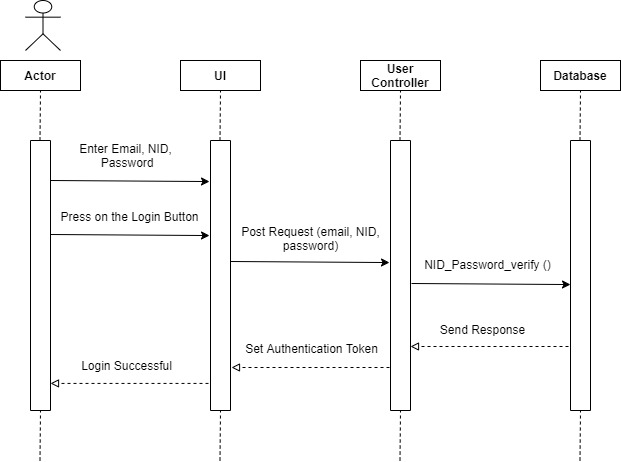 Actor
UI
User
Controller
Database
Enter Email, NID,
Password
Press on the Login Button
Post Request (email, NID,
password)
NID_Password_verify ()
Send Response
Set Authentication Token
Login Successful